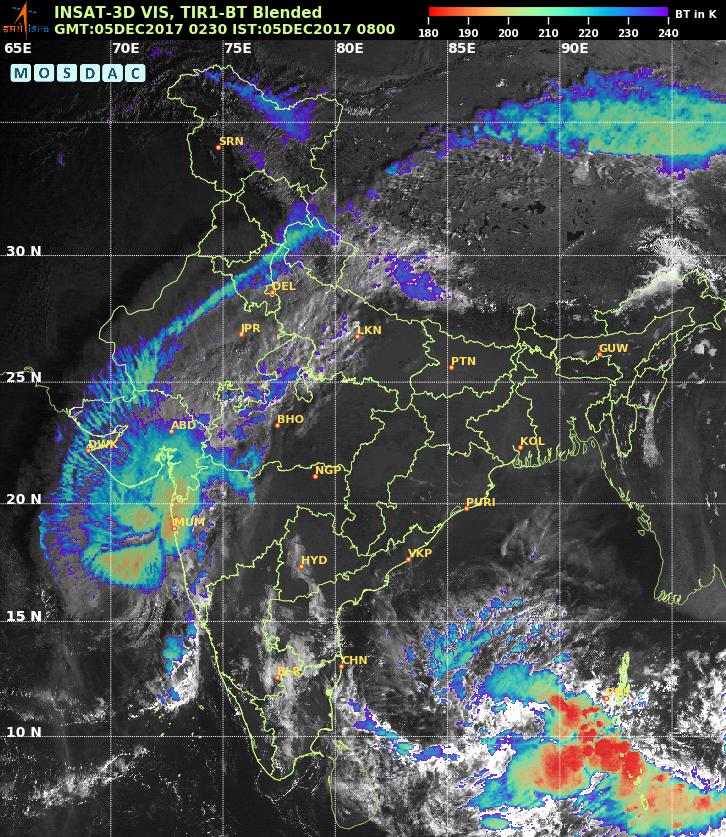 INSAT-3D VIS, TIR1-BT Blended
GMT:05DEC2017 0230 IST:05DEC2017 0800
BT in K
180 190 200 210 220 230 240
65E 70E 75E 80E 85E 90E
MOSDAC
SRN
30 N
DEL
JPR LKN
GUW
PTN
25 N
BHO
ABD
DWK
KOL
NGP
20 N
PURI
MUM
VKP
HYD
15 N
CHN
BLR
10 N